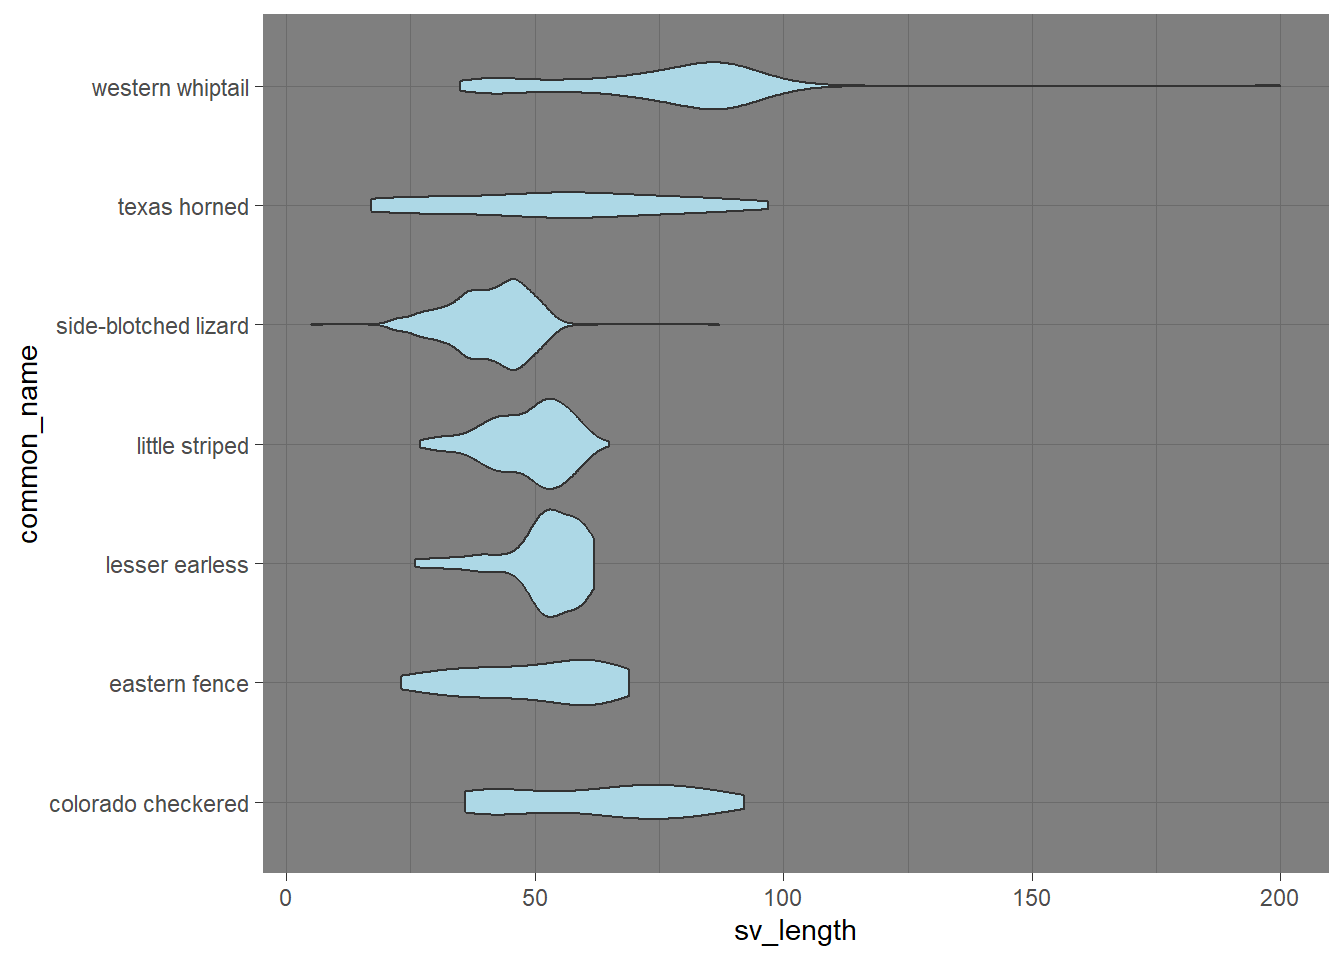 common_name
western whiptail
texas horned
side-blotched lizard
little striped
lesser earless
eastern fence
colorado checkered
0 50 100 150 200
sv_length